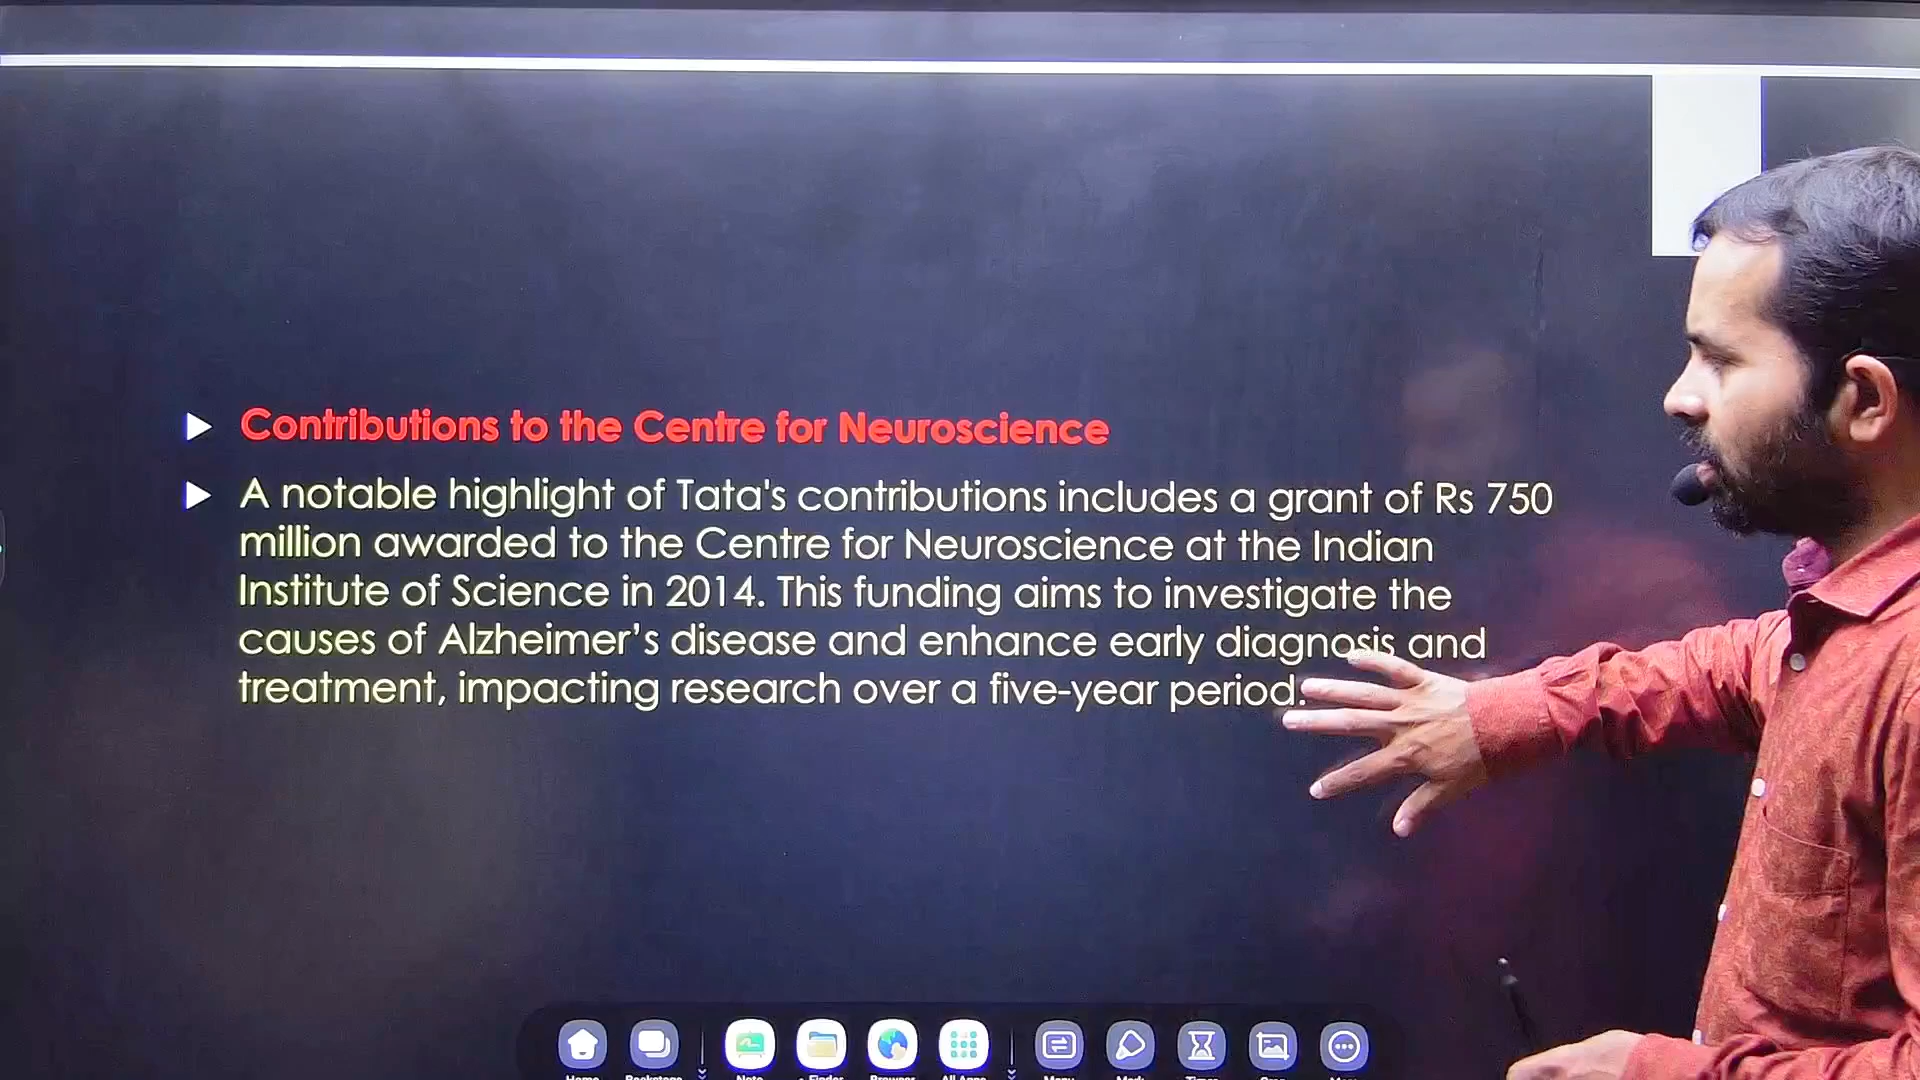 Contributions to the Centre for Neuroscience
A notable highlight of Tata's contributions includes a grant of Rs 750
million awarded to the Centre for Neuroscience at the Indian
Institute of Science in 2014. This funding aims to investigate the
causes of Alzheimer’s disease and enhance early diagnosis and
treatment, impacting research over a five-year period.